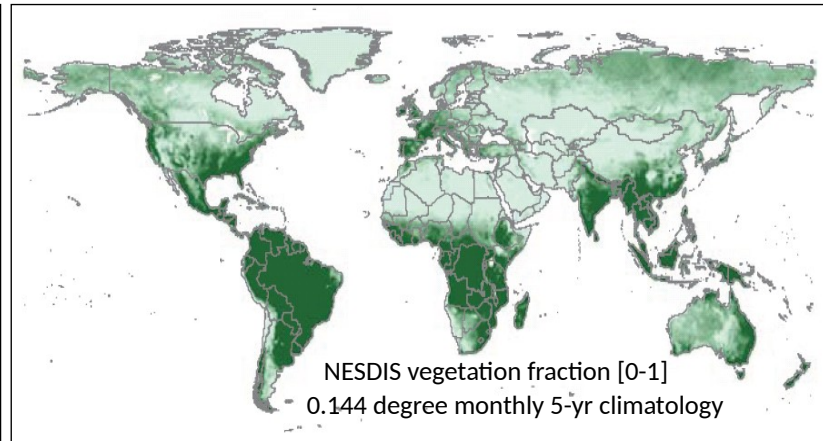 NESDIS vegetation fraction [0-1]
0.144 degree monthly 5-yr climatology